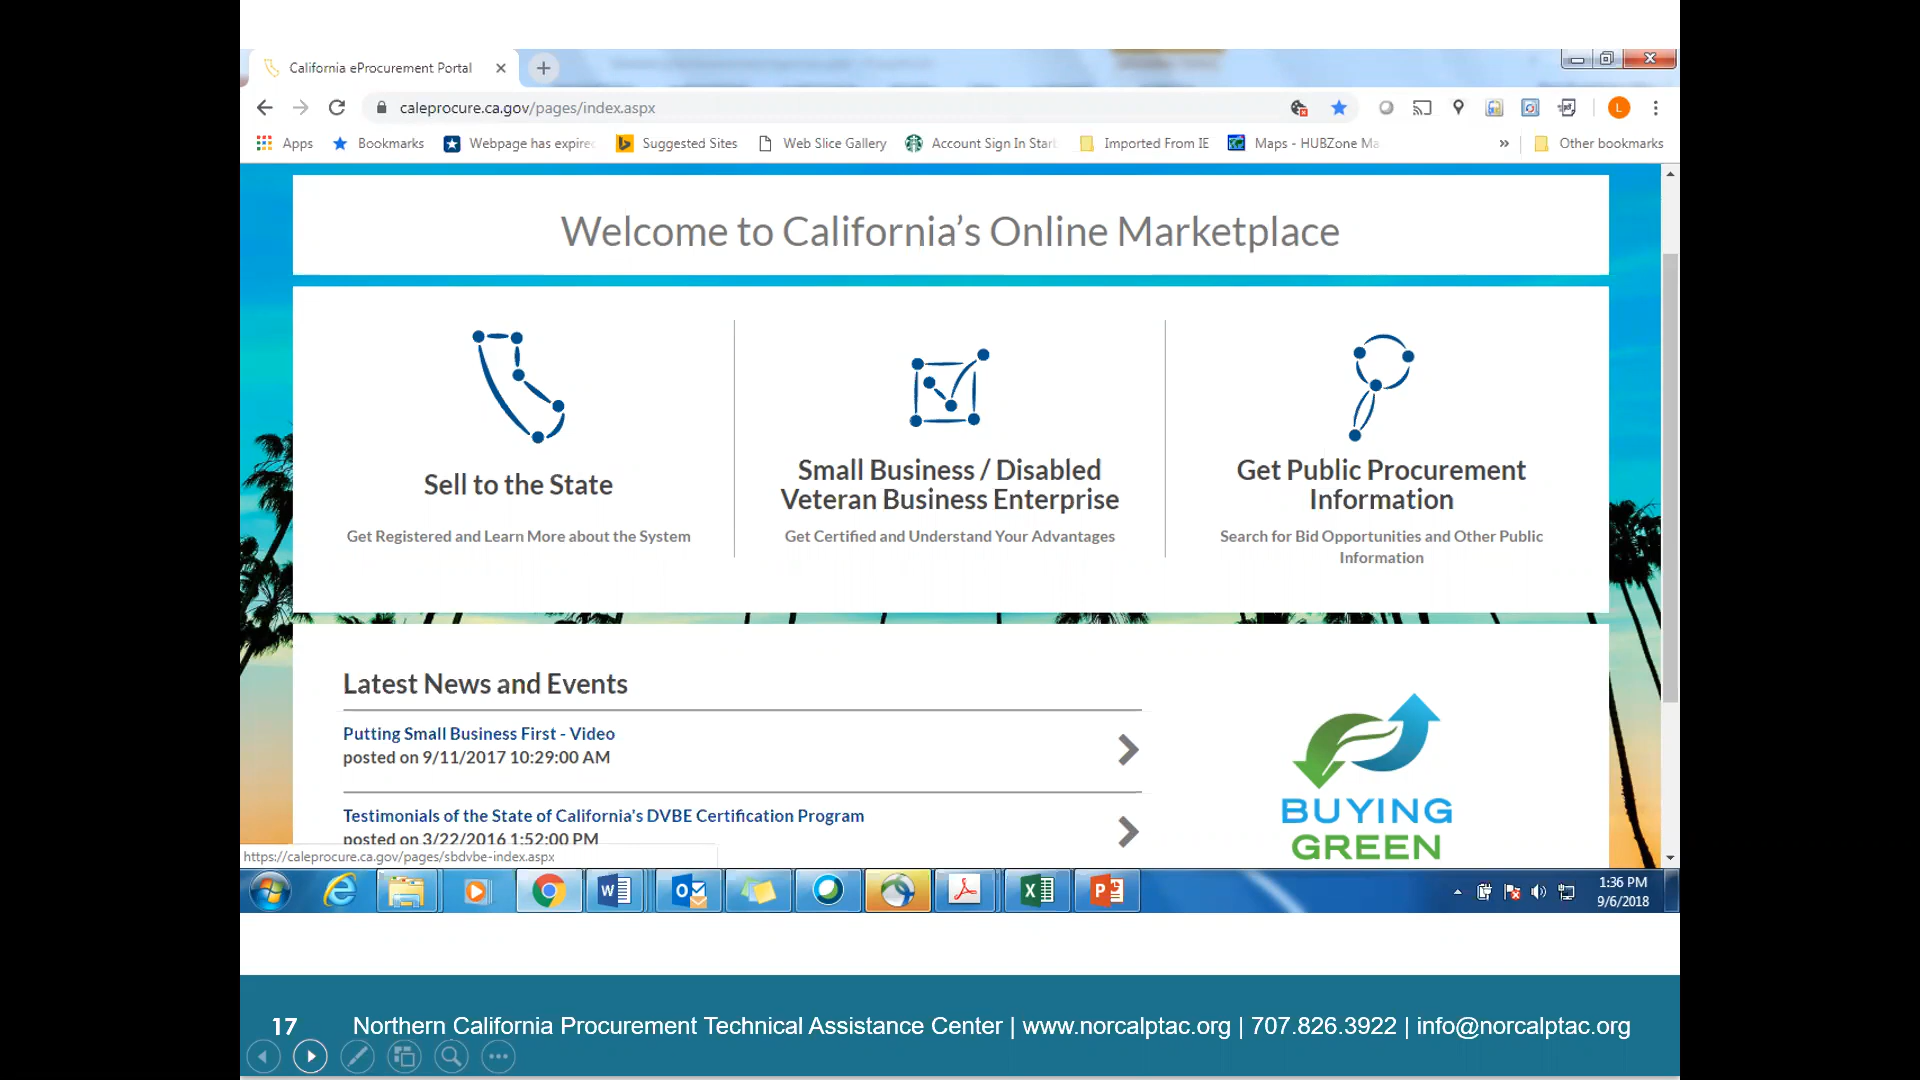 California eProcurement Portal
caleprocure.ca.gov/pages/index.aspx
L
Apps
Bookmarks
Webpage has expire
Suggested Sites
Web Slice Gallery
Account Sign In Star
Imported From IE
Maps - HUBZone Ma
Other bookmarks
Welcome to California's Online Marketplace
Sell to the State
Get Registered and Learn More about the System
Small Business / Disabled
Veteran Business Enterprise
Get Certified and Understand Your Advantages
Get Public Procurement
Information
Search for Bid Opportunities and Other Public
Information
Latest News and Events
Putting Small Business First - Video
posted on 9/11/2017 10:29:00 AM
Testimonials of the State of California's DVBE Certification Program
posted on 3/22/2016 1:52:00 PM
BUYING
GREEN
https://caleprocure.ca.gov/pages/sbdvbe-index.aspx
1:36 PM
9/6/2018
17
Northern California Procurement Technical Assistance Center | www.norcalptac.org | 707.826.3922 | info@norcalptac.org